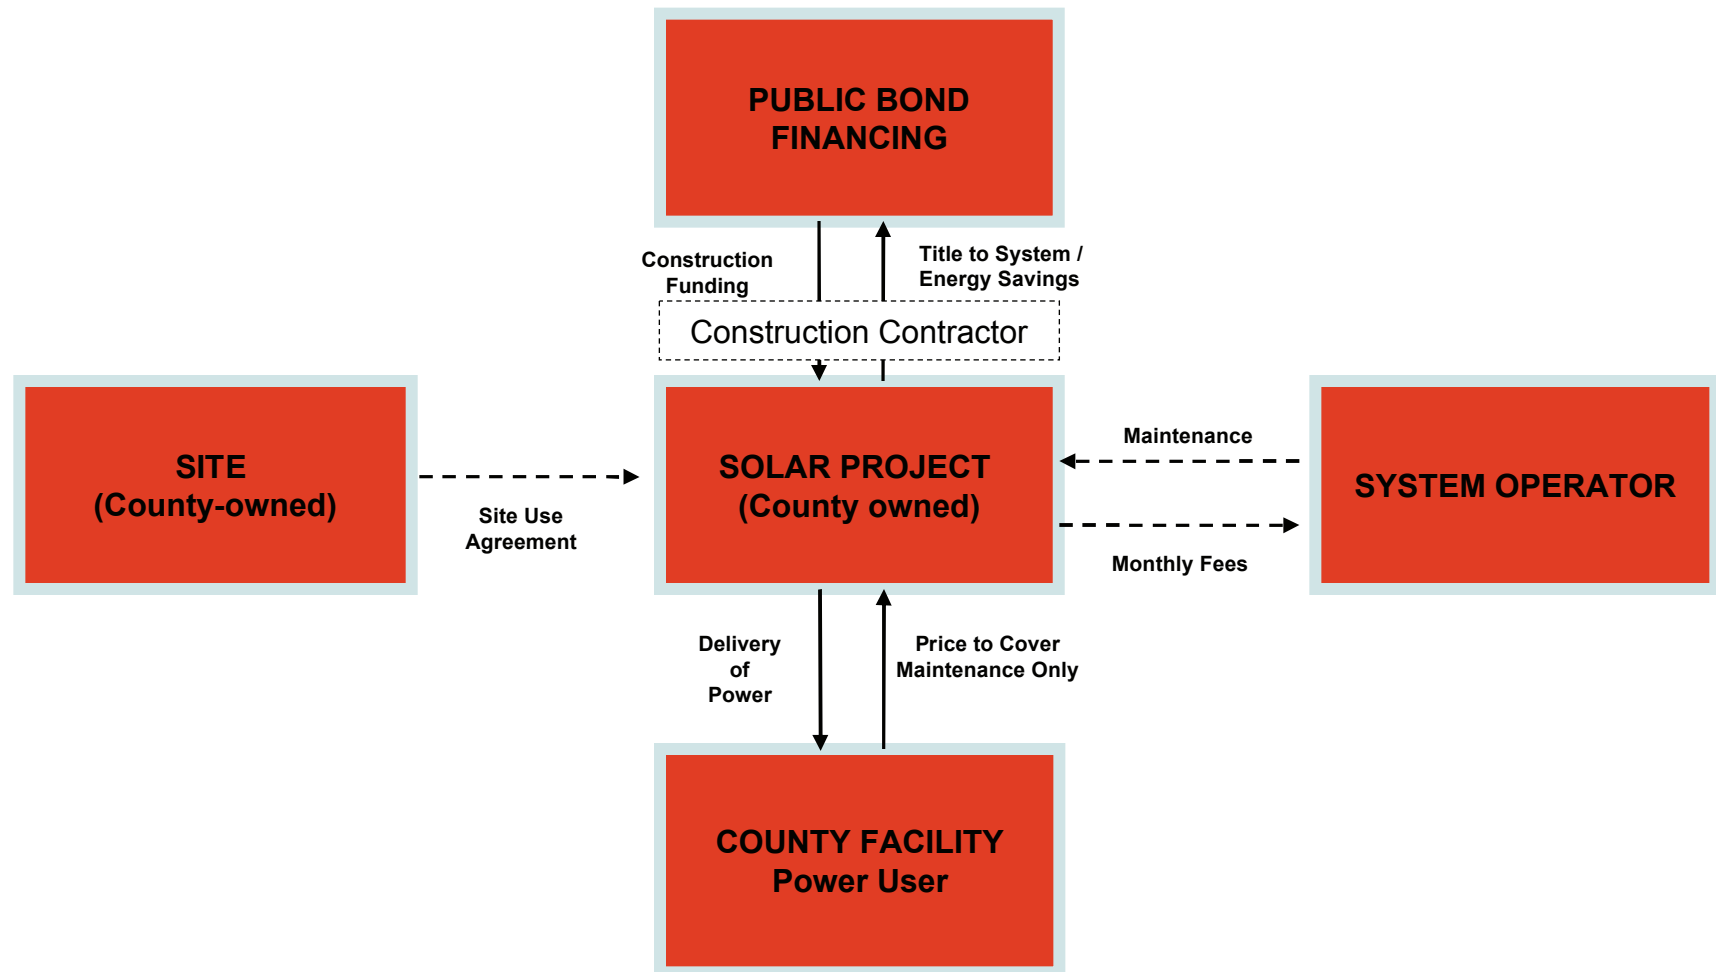 PUBLIC BOND
FINANCING
Construction
Funding
Title to System /
Energy Savings
Construction Contractor
SITE
(County-owned)
Site Use
Agreement
SOLAR PROJECT
(County owned)
Maintenance
Monthly Fees
SYSTEM OPERATOR
Delivery
of
Power
Price to Cover
Maintenance Only
COUNTY FACILITY
Power User